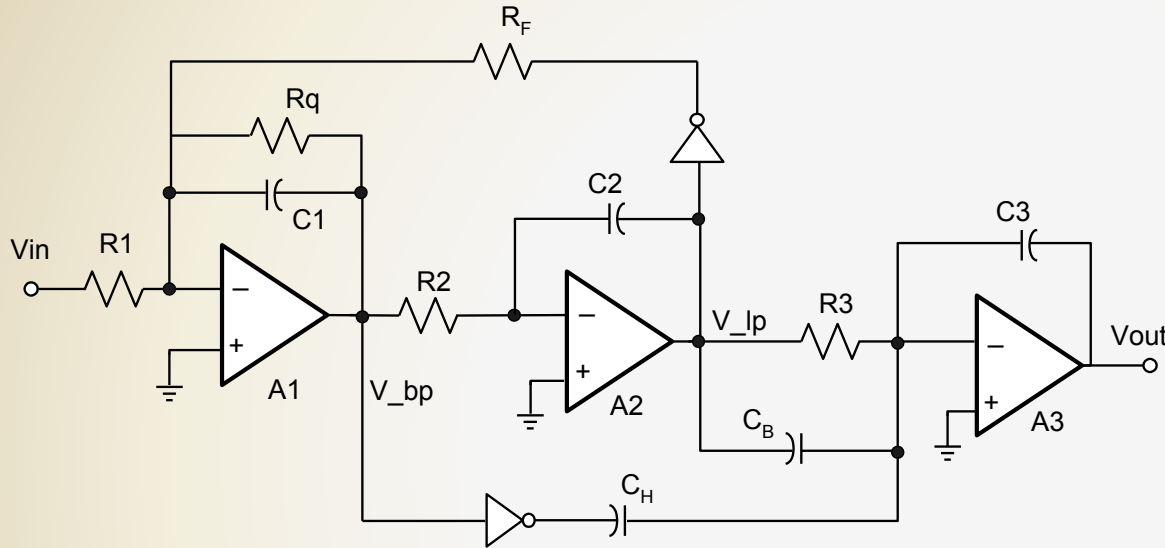 R_F
Rq
C1
C2
C3
Vin
R1
R2
R3
V_lp
Vout
−
+
A1
−
+
A2
−
+
A3
V_bp
C_B
C_H